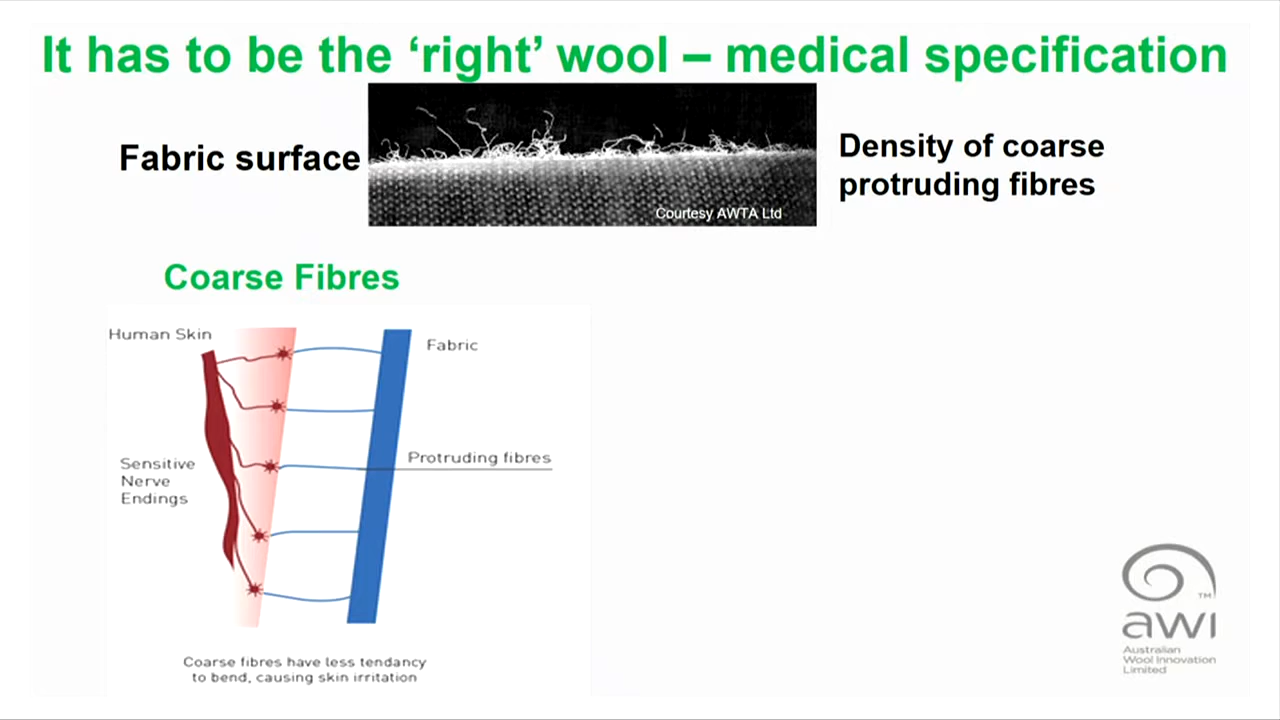 It has to be the ‘right’ wool – medical specification
Fabric surface
Courtesy AWTA Ltd
Density of coarse
protruding fibres
Coarse Fibres
Human Skin
Fabric
Protruding fibres
Sensitive
Nerve
Endings
Coarse fibres have less tendancy
to bend, causing skin irritation
TM
awı
Australian
Wool Innovation
Limited